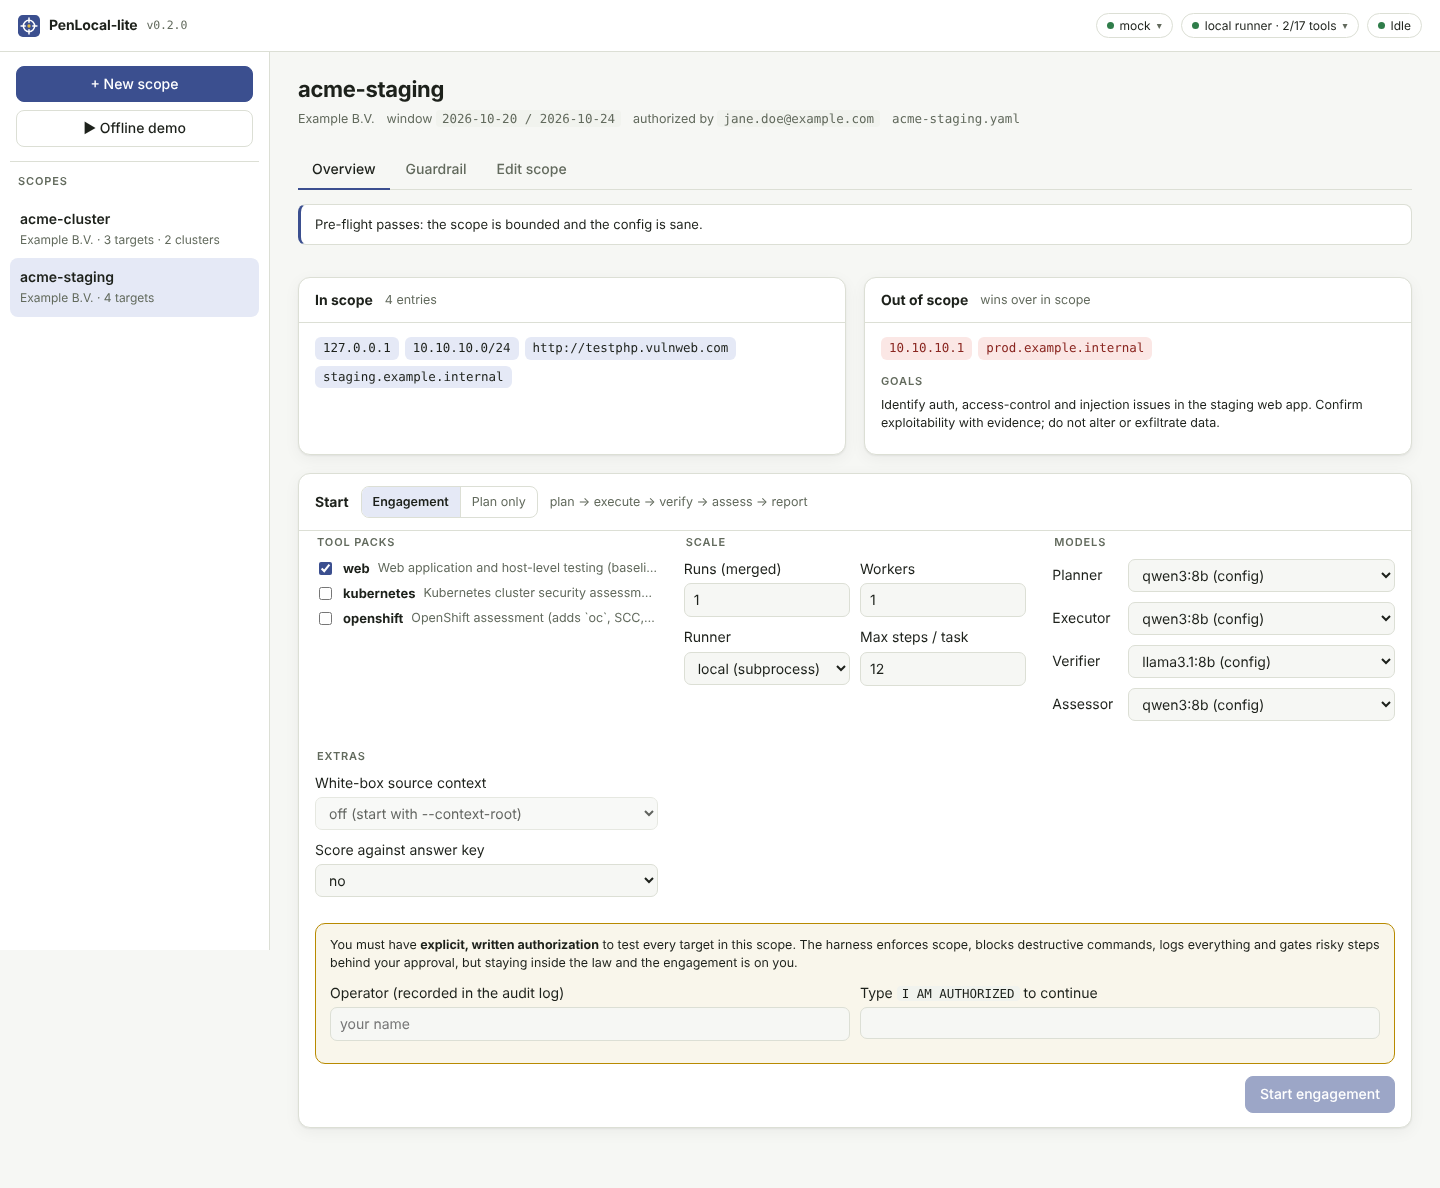 PenLocal-lite v0.2.0
mock ▾
local runner · 2/17 tools ▾
Idle
+ New scope
▶ Offline demo
SCOPES
acme-cluster
Example B.V. · 3 targets · 2 clusters
acme-staging
Example B.V. · 4 targets
acme-staging
Example B.V. window 2026-10-20 / 2026-10-24 authorized by jane.doe@example.com acme-staging.yaml
Overview Guardrail Edit scope
Pre-flight passes: the scope is bounded and the config is sane.
In scope 4 entries
127.0.0.1 10.10.10.0/24 http://testphp.vulnweb.com
staging.example.internal
Out of scope wins over in scope
10.10.10.1 prod.example.internal
GOALS
Identify auth, access-control and injection issues in the staging web app. Confirm
exploitability with evidence; do not alter or exfiltrate data.
Start Engagement Plan only plan → execute → verify → assess → report
TOOL PACKS
web Web application and host-level testing (baseli...
kubernetes Kubernetes cluster security assessm...
openshift OpenShift assessment (adds `oc`, SCC,...
SCALE
Runs (merged) Workers
1 1
Runner Max steps / task
local (subprocess) 12
MODELS
Planner qwen3:8b (config)
Executor qwen3:8b (config)
Verifier llama3.1:8b (config)
Assessor qwen3:8b (config)
EXTRAS
White-box source context
off (start with --context-root)
Score against answer key
no
You must have explicit, written authorization to test every target in this scope. The harness enforces scope, blocks destructive commands, logs everything and gates risky steps
behind your approval, but staying inside the law and the engagement is on you.
Operator (recorded in the audit log) Type I AM AUTHORIZED to continue
your name
Start engagement